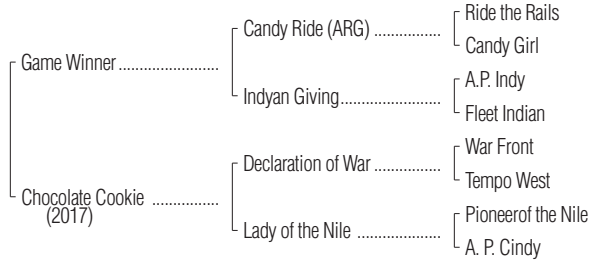 Ride the Rails
Candy Ride (ARG) ................
Candy Girl
Game Winner ........................
A.P. Indy
Indyan Giving........................
Fleet Indian
War Front
Declaration of War ................
Tempo West
Chocolate Cookie ................
(2017)
Pioneerof the Nile
Lady of the Nile ....................
A. P. Cindy